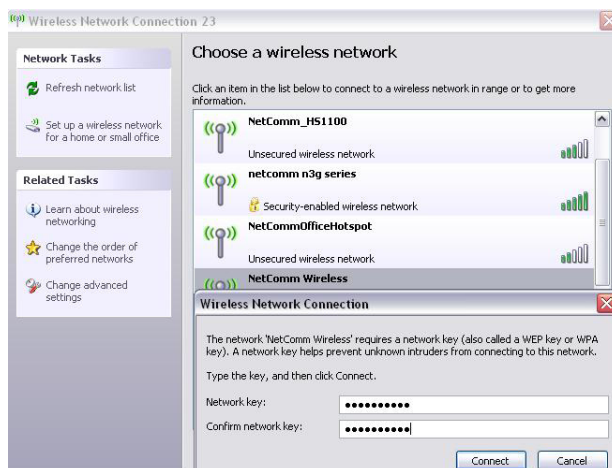 Wireless Network Connection 23
Network Tasks
Refresh network list
Set up a wireless network
for a home or small office
Related Tasks
Learn about wireless
networking
Change the order of
preferred networks
Change advanced
settings
Choose a wireless network
Click an item in the list below to connect to a wireless network in range or to get more
information.
NetComm_HS1100
Unsecured wireless network
netcomm n3g series
Security-enabled wireless network
NetCommOfficeHotspot
Unsecured wireless network
NetComm Wireless
Wireless Network Connection
The network 'NetComm Wireless' requires a network key (also called a WEP key or WPA
key). A network key helps prevent unknown intruders from connecting to this network.
Type the key, and then click Connect.
Network key: ●●●●●●●●●●
Confirm network key: ●●●●●●●●●●
Connect Cancel